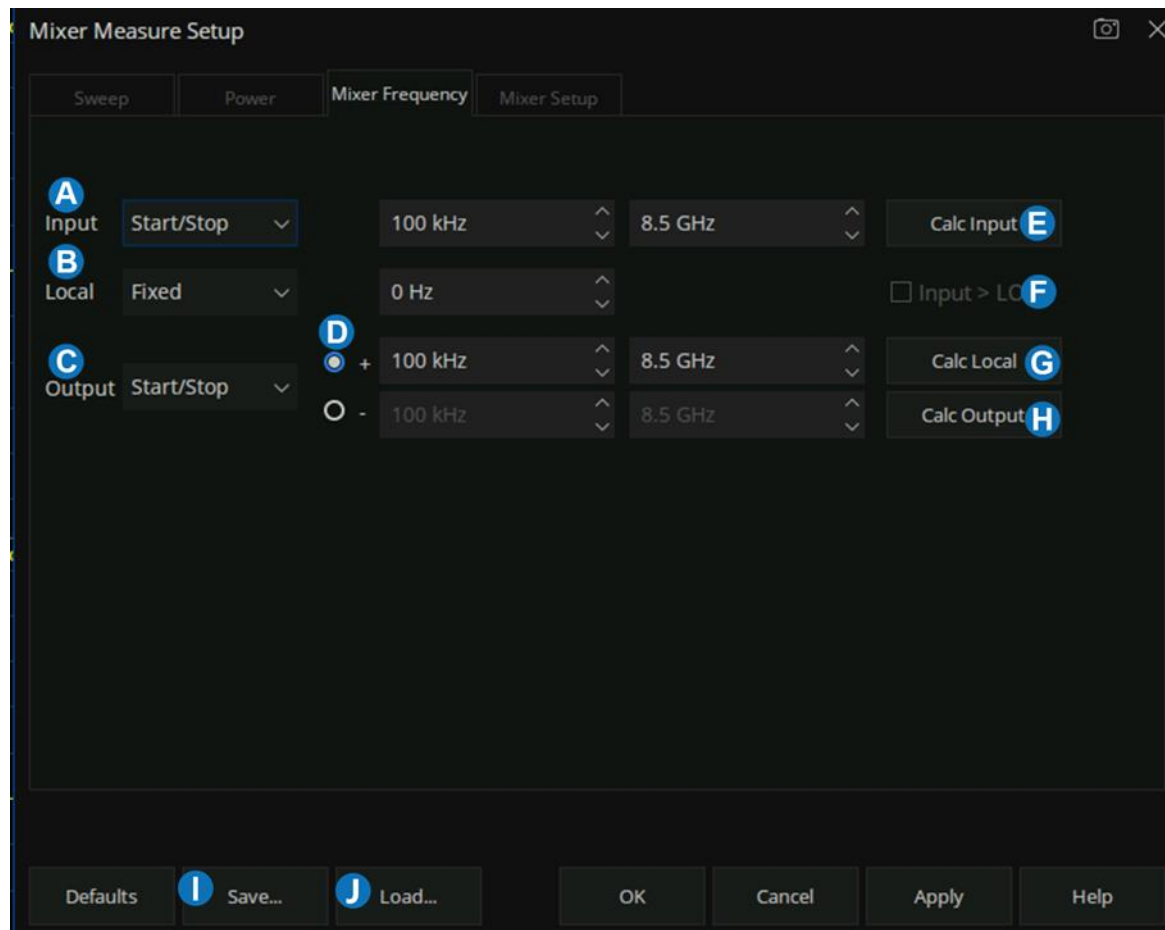 Mixer Measure Setup
Sweep Power Mixer Frequency Mixer Setup
A
Input Start/Stop 100 kHz 8.5 GHz Calc Input E
B
Local Fixed 0 Hz Input > LO F
D
C + 100 kHz 8.5 GHz Calc Local G
Output Start/Stop
- 100 kHz 8.5 GHz Calc Output H
Defaults I Save... J Load... OK Cancel Apply Help